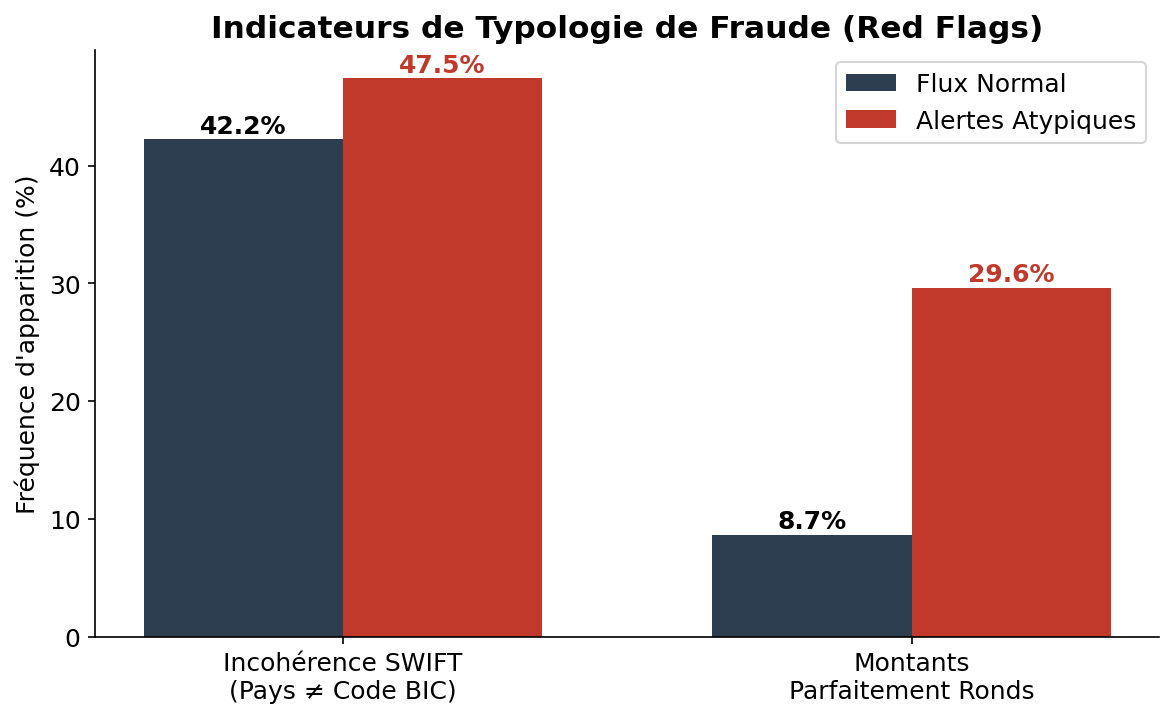 Indicateurs de Typologie de Fraude (Red Flags)
Fréquence d'apparition (%)
40
30
20
10
0
42.2%
47.5%
8.7%
29.6%
Flux Normal
Alertes Atypiques
Incohérence SWIFT
(Pays ≠ Code BIC)
Montants
Parfaitement Ronds